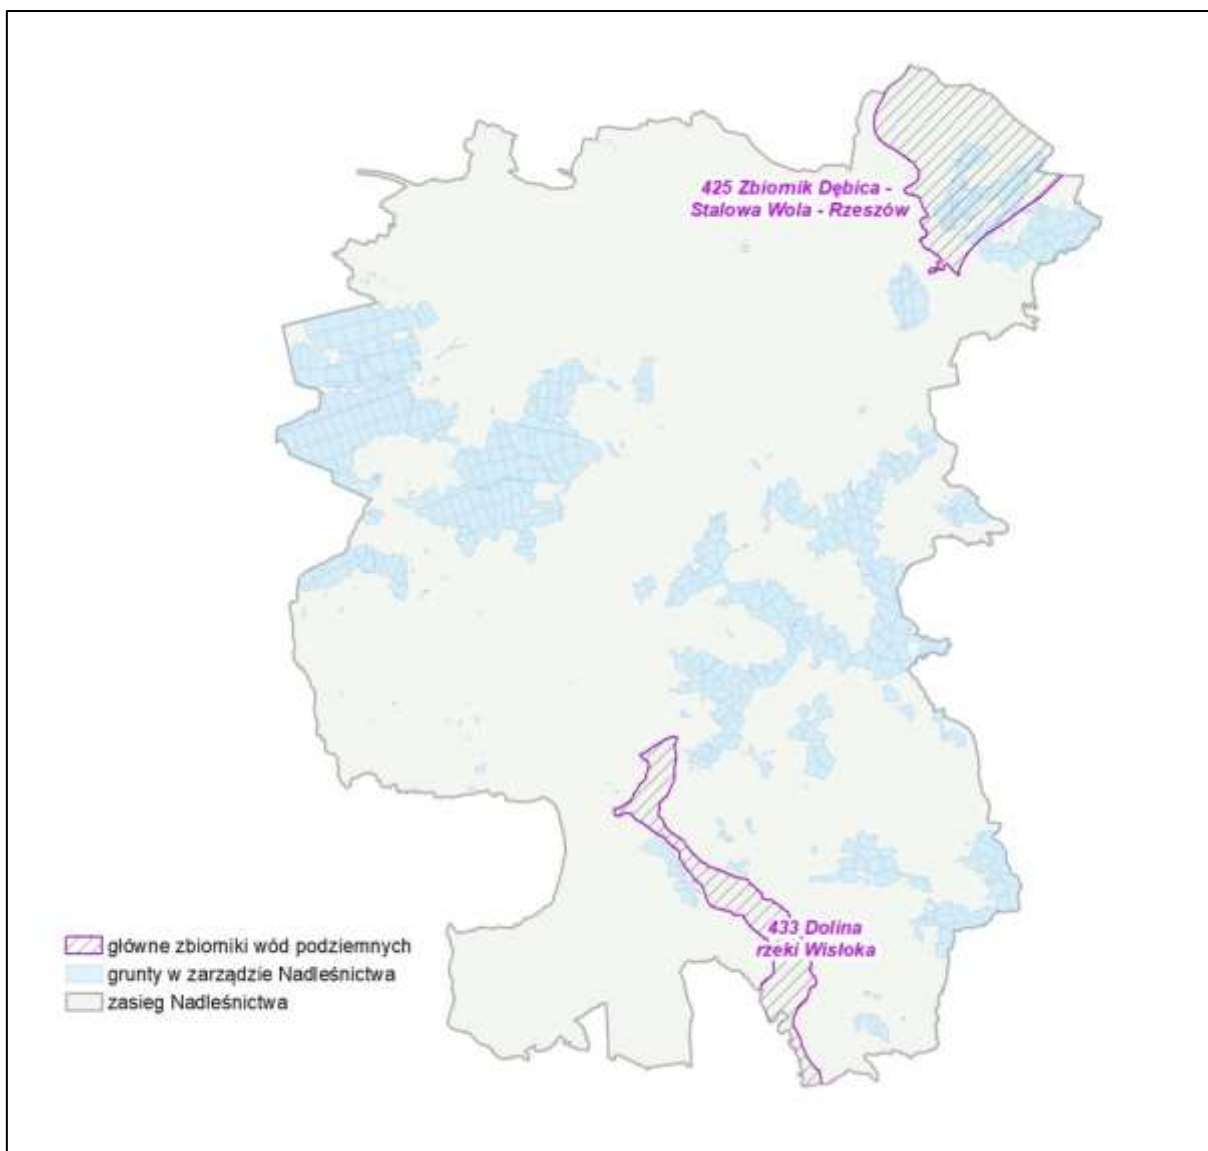 425 Zbiornik Dębica -
Stalowa Wola - Rzeszów
433 Dolina
rzeki Wisłoka
główne zbiorniki wód podziemnych
grunty w zarządzie Nadleśnictwa
zasięg Nadleśnictwa